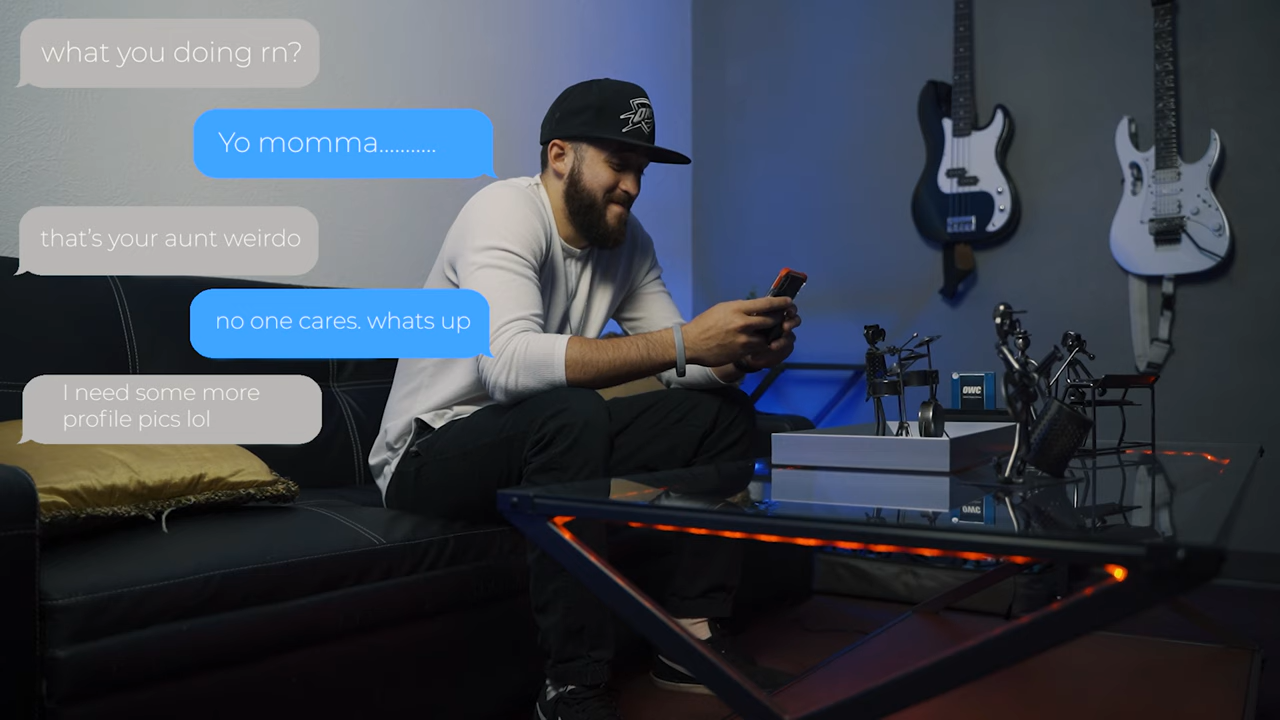 what you doing rn?
Yo momma...........
that's your aunt weirdo
no one cares. whats up
I need some more
profile pics lol
OWC